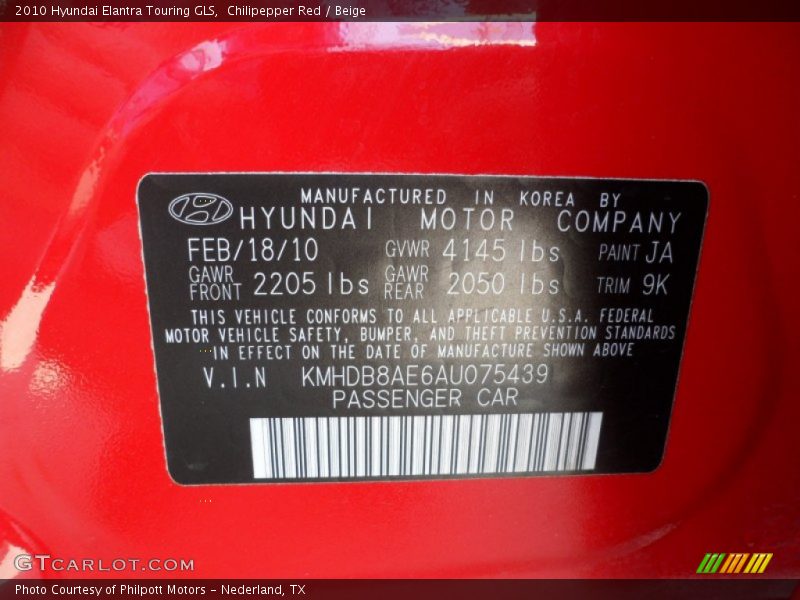 2010 Hyundai Elantra Touring GLS,  Chilipepper Red / Beige
MANUFACTURED IN KOREA BY
HYUNDAI MOTOR COMPANY
FEB/18/10 GVWR 4145 lbs PAINT JA
GAWR FRONT 2205 lbs GAWR REAR 2050 lbs TRIM 9K
THIS VEHICLE CONFORMS TO ALL APPLICABLE U.S.A. FEDERAL
MOTOR VEHICLE SAFETY, BUMPER, AND THEFT PREVENTION STANDARDS
IN EFFECT ON THE DATE OF MANUFACTURE SHOWN ABOVE
V.I.N KMHDB8AE6AU075439
PASSENGER CAR
GTCARLOT.COM
Photo Courtesy of Philpott Motors - Nederland, TX